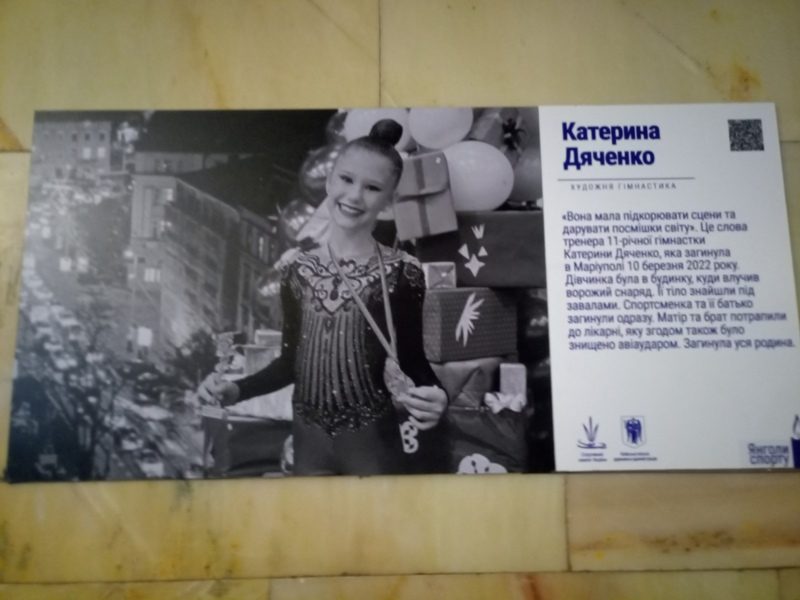 Катерина
Дяченко
ХУДОЖНЯ ГІМНАСТИКА
«Вона мала підкорювати сцени та
дарувати посмішки світу». Це слова
тренера 11-річної гімнастки
Катерини Дяченко, яка загинула
в Маріуполі 10 березня 2022 року.
Дівчинка була в будинку, куди влучив
ворожий снаряд. Її тіло знайшли під
завалами. Спортсменка та її батько
загинули одразу. Матір та брат потрапили
до лікарні, яку згодом також було
знищено авіаударом. Загинула уся родина.
Янголи
спорту